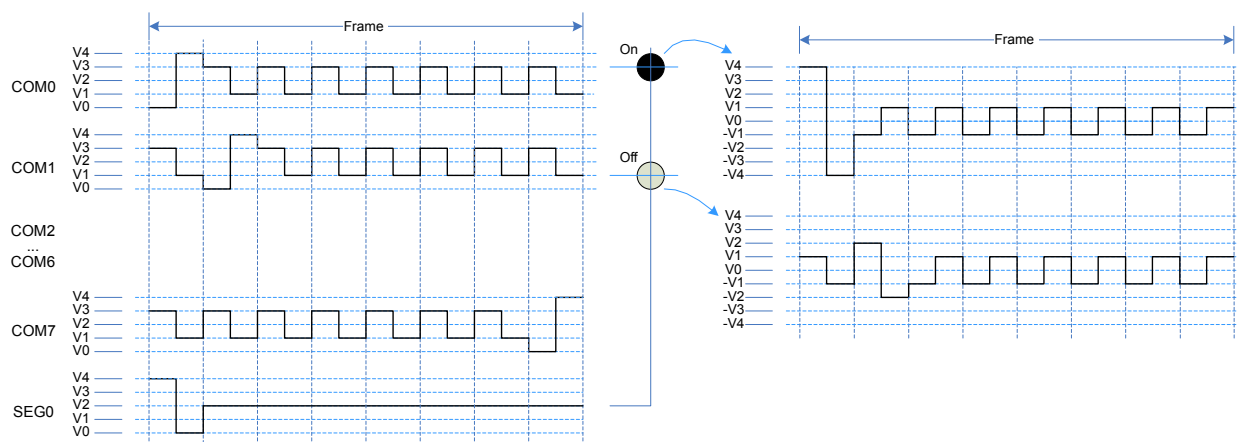 Frame
V4
V3
V2
V1
V0
COM0
V4
V3
V2
V1
V0
COM1
COM2
...
COM6
V4
V3
V2
V1
V0
COM7
V4
V3
V2
V1
V0
SEG0
On
Off
Frame
V4
V3
V2
V1
V0
-V1
-V2
-V3
-V4
V4
V3
V2
V1
V0
-V1
-V2
-V3
-V4